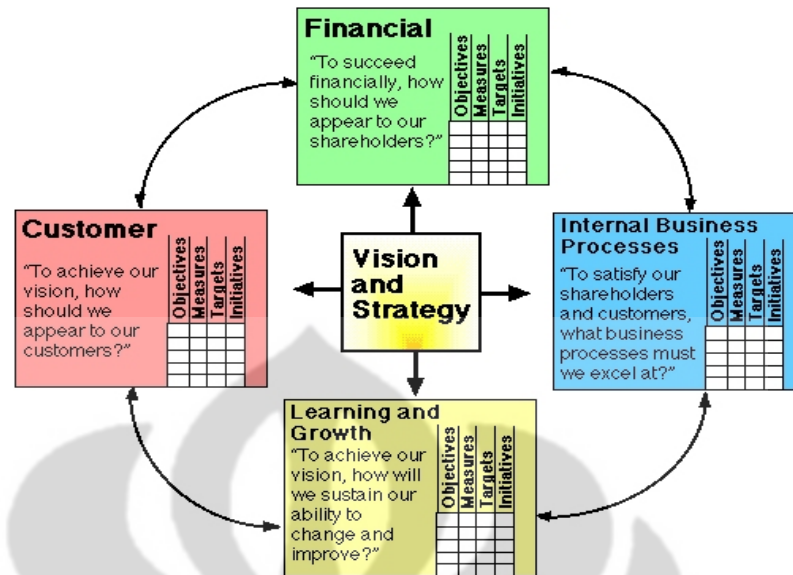 Financial
“To succeed
financially, how
should we
appear to our
shareholders?”
Objectives
Measures
Targets
Initiatives
Customer
“To achieve our
vision, how
should we
appear to our
customers?”
Objectives
Measures
Targets
Initiatives
Vision
and
Strategy
Internal Business
Processes
“To satisfy our
shareholders
and customers,
what business
processes must
we excel at?”
Objectives
Measures
Targets
Initiatives
Learning and
Growth
“To achieve our
vision, how will
we sustain our
ability to
change and
improve?”
Objectives
Measures
Targets
Initiatives